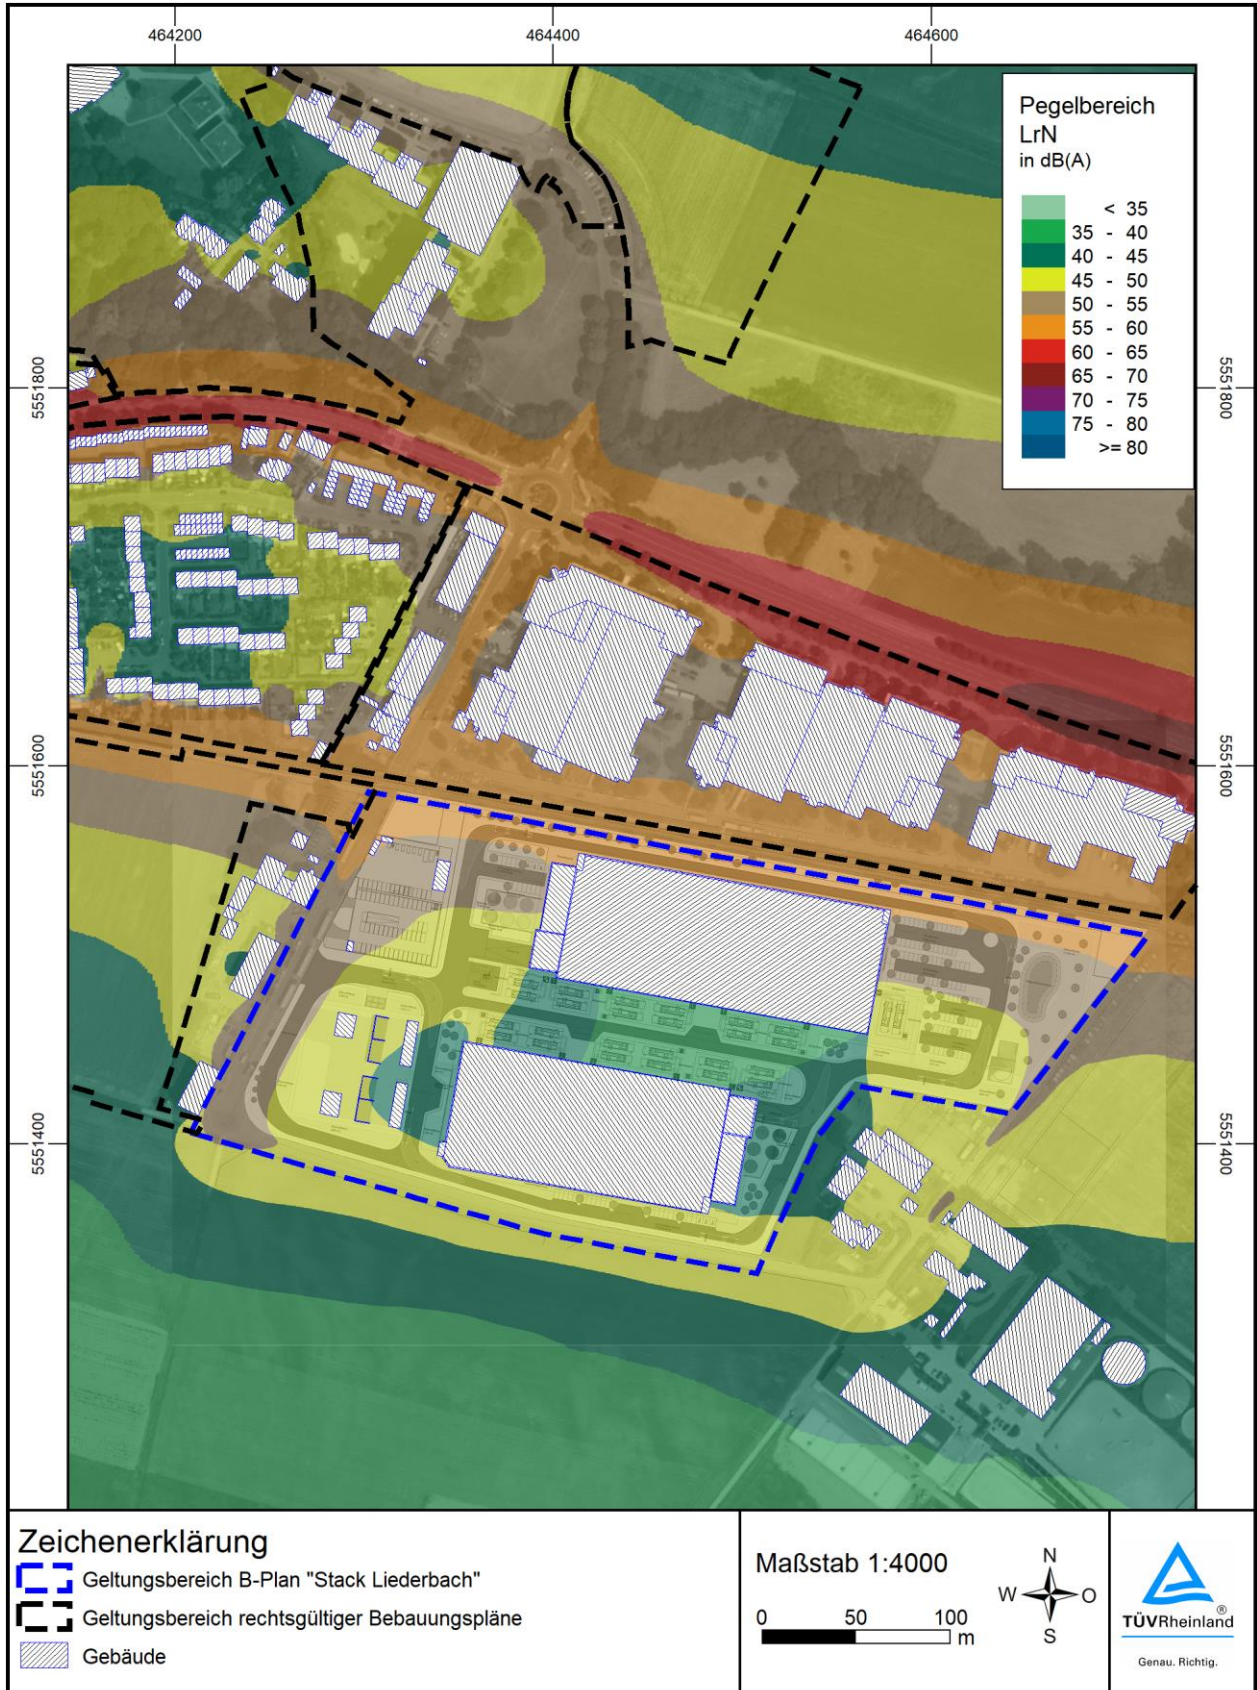 464200
464400
464600
Pegelbereich
LrN
in dB(A)
< 35
35 - 40
40 - 45
45 - 50
50 - 55
55 - 60
60 - 65
65 - 70
70 - 75
75 - 80
>= 80
5551800
5551800
5551600
5551600
5551400
5551400
Zeichenerklärung
Geltungsbereich B-Plan "Stack Liederbach"
Geltungsbereich rechtsgültiger Bebauungspläne
Gebäude
Maßstab 1:4000
0 50 100
m
N
W O
S
TÜVRheinland®
Genau. Richtig.